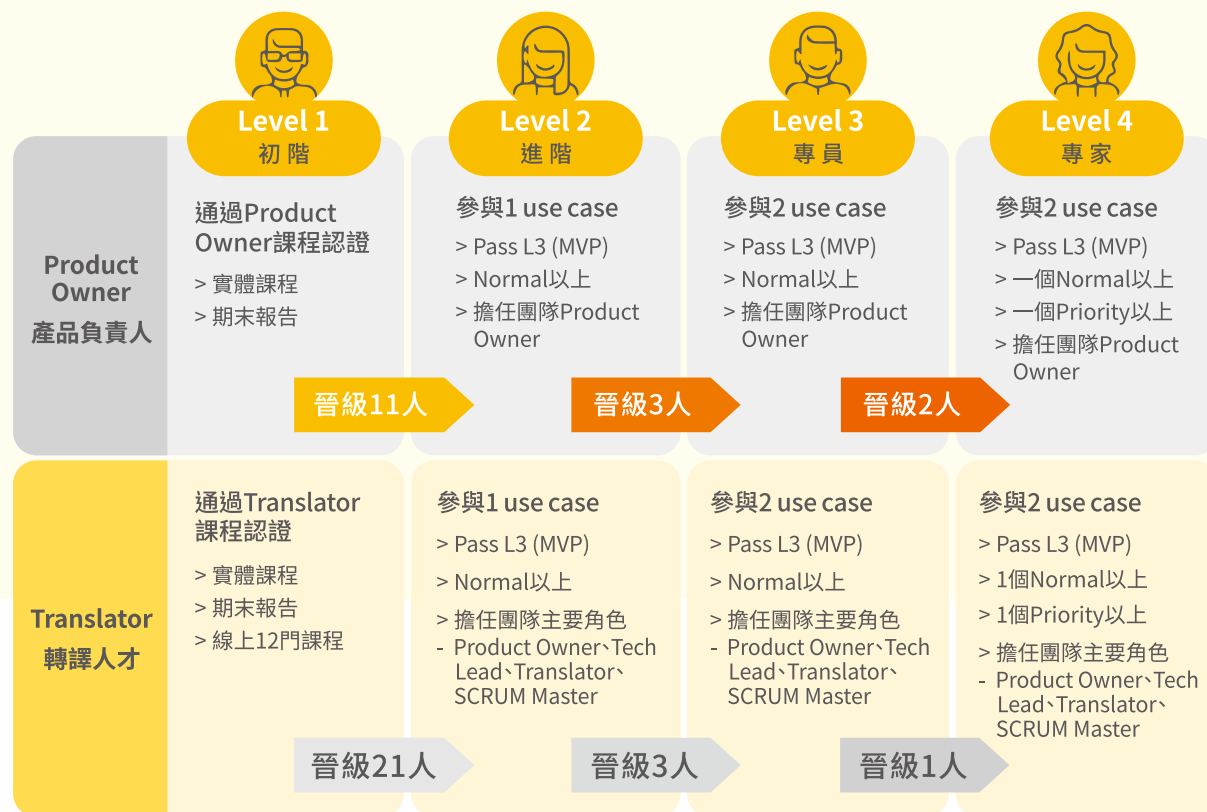 Level 1
初階
Level 2
進階
Level 3
專員
Level 4
專家
Product
Owner
產品負責人
通過Product
Owner課程認證
> 實體課程
> 期末報告
參與1 use case
> Pass L3 (MVP)
> Normal以上
> 擔任團隊Product
Owner
參與2 use case
> Pass L3 (MVP)
> Normal以上
> 擔任團隊Product
Owner
參與2 use case
> Pass L3 (MVP)
> 一個Normal以上
> 一個Priority以上
> 擔任團隊Product
Owner
晉級11人
晉級3人
晉級2人
Translator
轉譯人才
通過Translator
課程認證
> 實體課程
> 期末報告
> 線上12門課程
參與1 use case
> Pass L3 (MVP)
> Normal以上
> 擔任團隊主要角色
- Product Owner、Tech
Lead、Translator、
SCRUM Master
參與2 use case
> Pass L3 (MVP)
> Normal以上
> 擔任團隊主要角色
- Product Owner、Tech
Lead、Translator、
SCRUM Master
參與2 use case
> Pass L3 (MVP)
> 1個Normal以上
> 1個Priority以上
> 擔任團隊主要角色
- Product Owner、Tech
Lead、Translator、
SCRUM Master
晉級21人
晉級3人
晉級1人